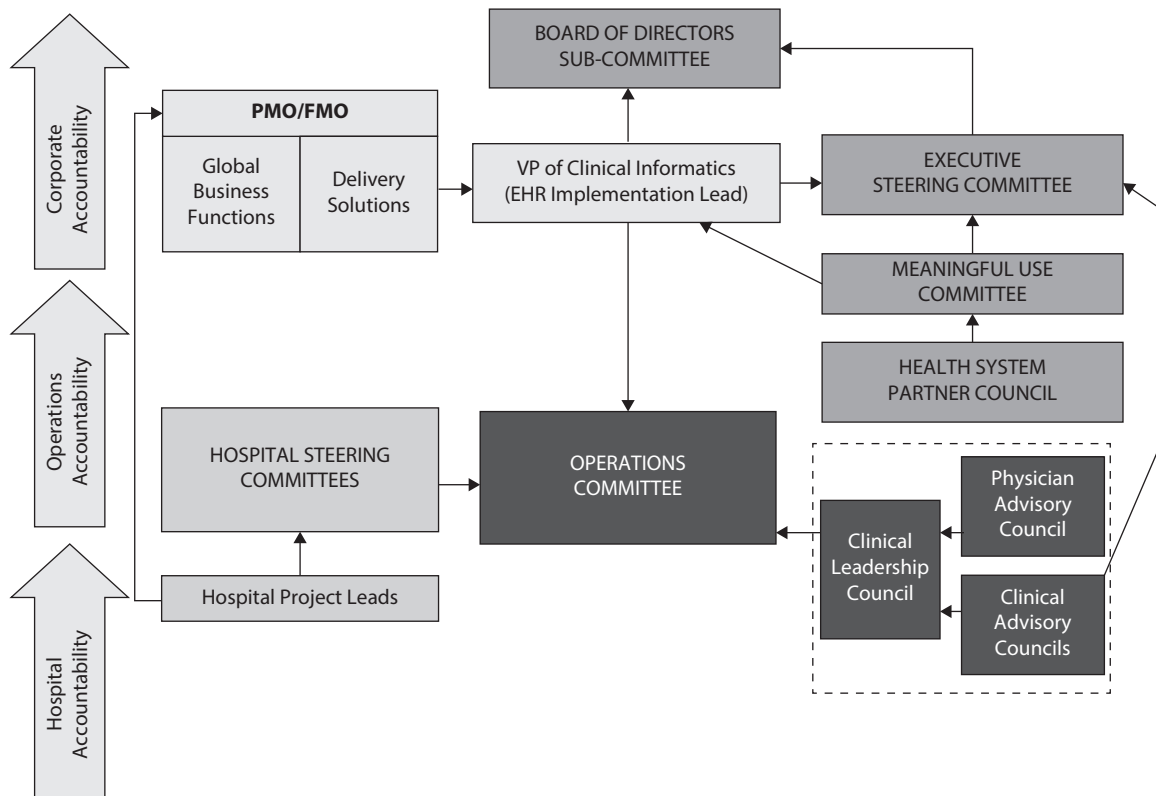 Corporate
Accountability
Operations
Accountability
Hospital
Accountability
PMO/FMO
Global
Business
Functions
Delivery
Solutions
BOARD OF DIRECTORS
SUB-COMMITTEE
VP of Clinical Informatics
(EHR Implementation Lead)
EXECUTIVE
STEERING COMMITTEE
MEANINGFUL USE
COMMITTEE
HEALTH SYSTEM
PARTNER COUNCIL
HOSPITAL STEERING
COMMITTEES
Hospital Project Leads
OPERATIONS
COMMITTEE
Clinical
Leadership
Council
Physician
Advisory
Council
Clinical
Advisory
Councils